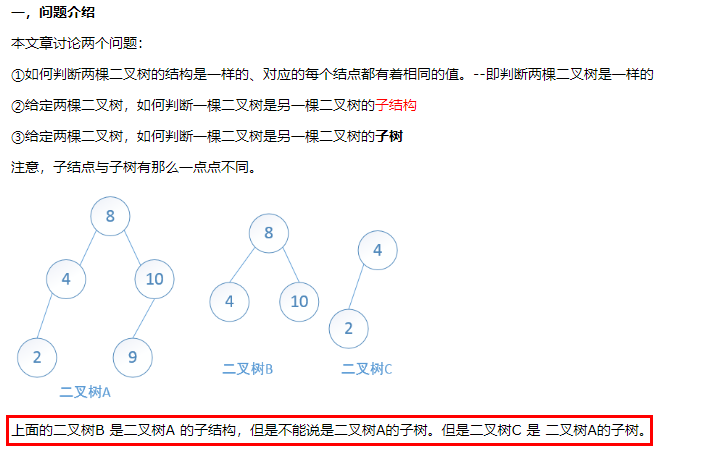 一，问题介绍
本文章讨论两个问题：
①如何判断两棵二叉树的结构是一样的、对应的每个结点都有着相同的值。--即判断两棵二叉树是一样的
②给定两棵二叉树，如何判断一棵二叉树是另一棵二叉树的子结构
③给定两棵二叉树，如何判断一棵二叉树是另一棵二叉树的子树
注意，子结点与子树有那么一点点不同。
8
4
10
2
9
二叉树A
8
4
10
二叉树B
4
2
二叉树C
上面的二叉树B 是二叉树A 的子结构，但是不能说是二叉树A的子树。但是二叉树C 是 二叉树A的子树。